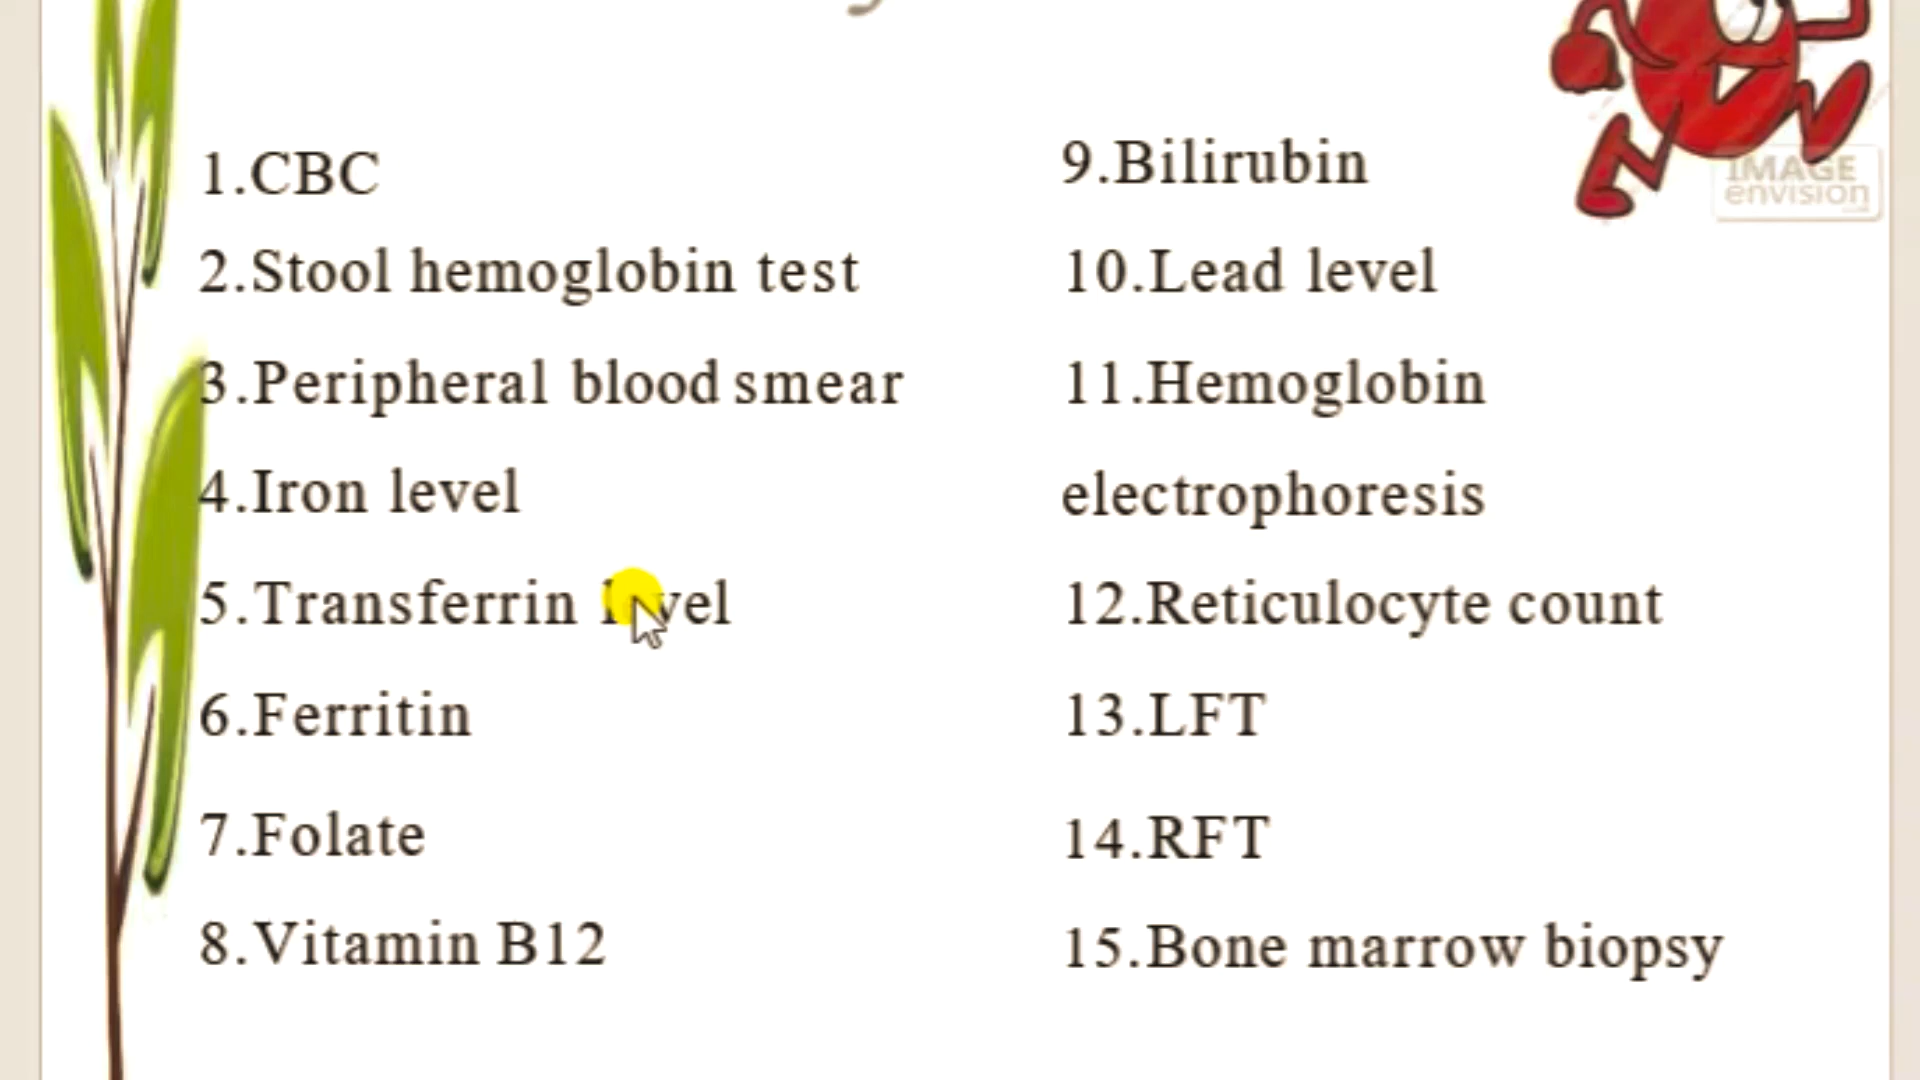 1.CBC
2.Stool hemoglobin test
3.Peripheral blood smear
4.Iron level
5.Transferrin level
6.Ferritin
7.Folate
8.Vitamin B12
9.Bilirubin
10.Lead level
11.Hemoglobin
electrophoresis
12.Reticulocyte count
13.LFT
14.RFT
15.Bone marrow biopsy
IMAGE
envision